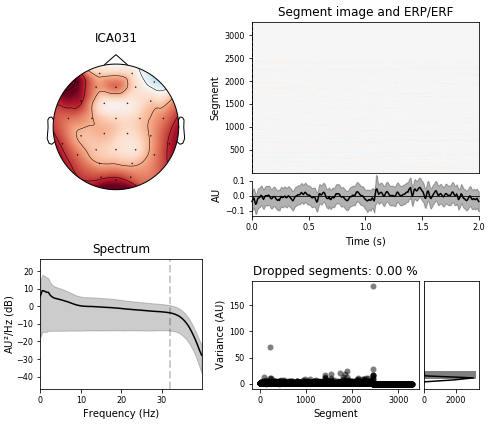 ICA031
Segment image and ERP/ERF
Segment
3000
2500
2000
1500
1000
500
AU
0.1
0.0
−0.1
0.0 0.5 1.0 1.5 2.0
Time (s)
Spectrum
AU²/Hz (dB)
20
10
0
−10
−20
−30
−40
0 10 20 30
Frequency (Hz)
Dropped segments: 0.00 %
Variance (AU)
150
100
50
0
0 1000 2000 3000
Segment
0 2000